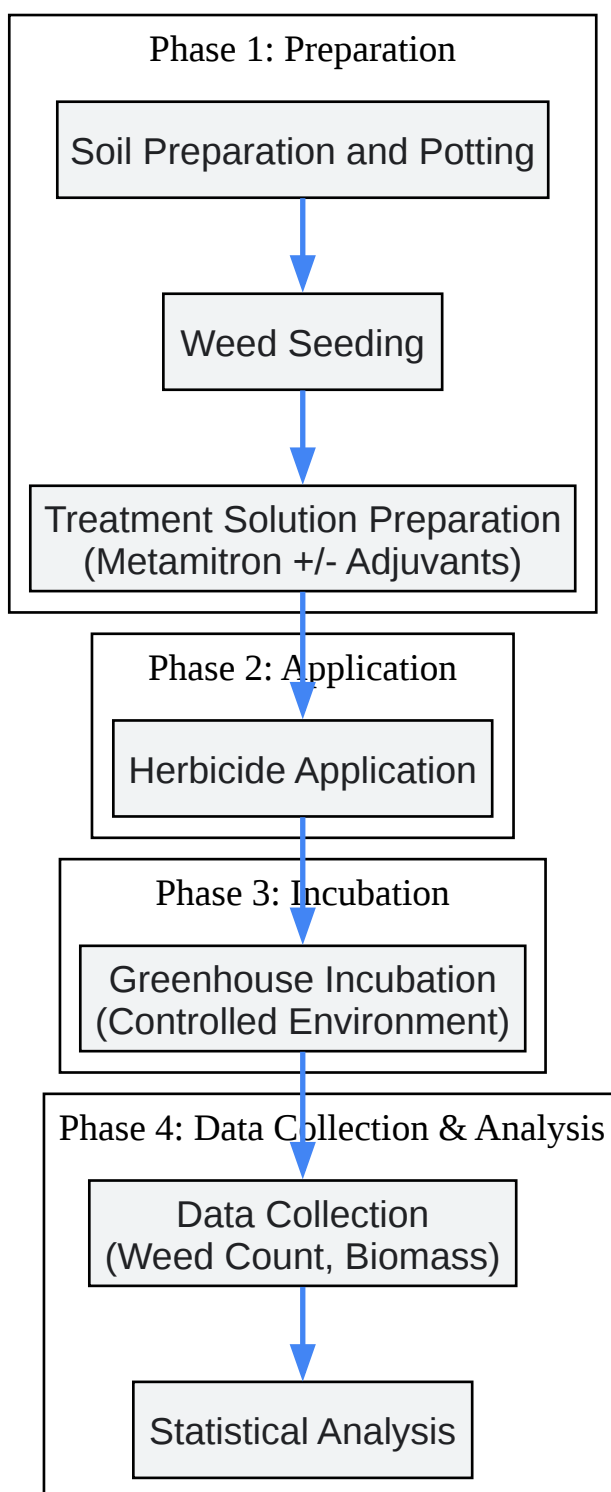 Phase 1: Preparation
Soil Preparation and Potting
Weed Seeding
Treatment Solution Preparation
(Metamitron +/- Adjuvants)
Phase 2: Application
Herbicide Application
Phase 3: Incubation
Greenhouse Incubation
(Controlled Environment)
Phase 4: Data Collection & Analysis
Data Collection
(Weed Count, Biomass)
Statistical Analysis